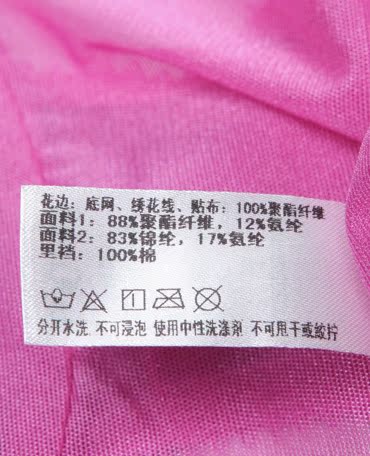 花边：底网、绣花线、贴布：100%聚酯纤维
面料1：88%聚酯纤维，12%氨纶
面料2：83%锦纶，17%氨纶
里裆：100%棉
分开水洗 不可浸泡 使用中性洗涤剂 不可用干或絞拧